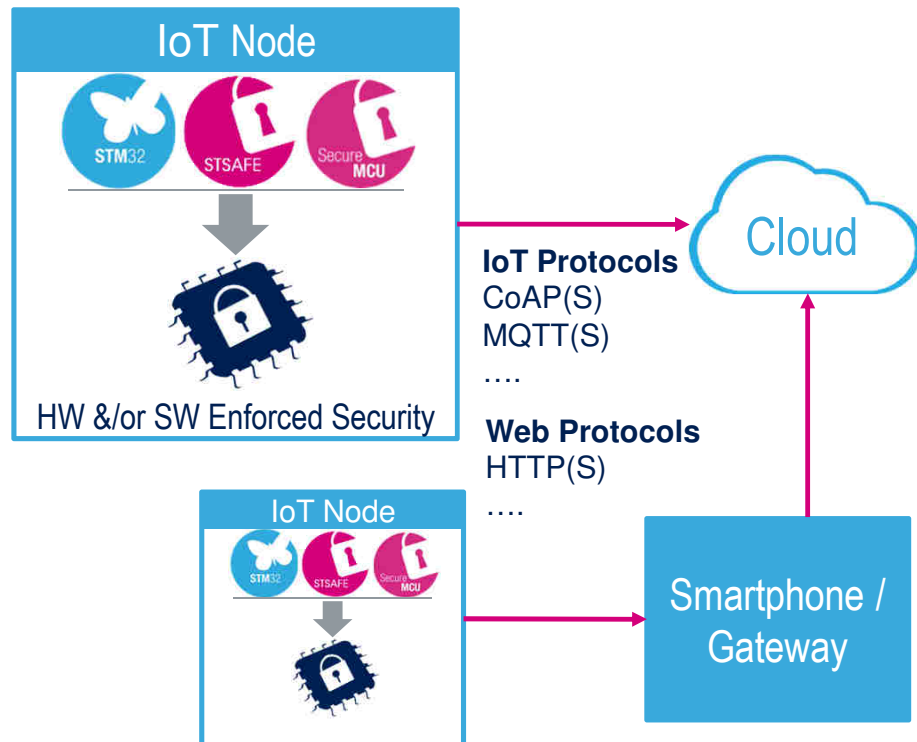 IoT Node
STM32
STSAFE
Secure
MCU
HW &/or SW Enforced Security
Cloud
IoT Protocols
CoAP(S)
MQTT(S)
....
Web Protocols
HTTP(S)
....
IoT Node
STM32
STSAFE
Secure
MCU
Smartphone /
Gateway